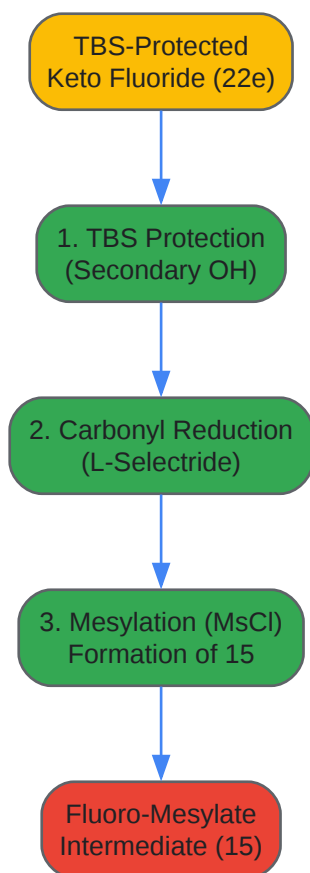 TBS-Protected
Keto Fluoride (22e)
1. TBS Protection
(Secondary OH)
2. Carbonyl Reduction
(L-Selectride)
3. Mesylation (MsCl)
Formation of 15
Fluoro-Mesylate
Intermediate (15)